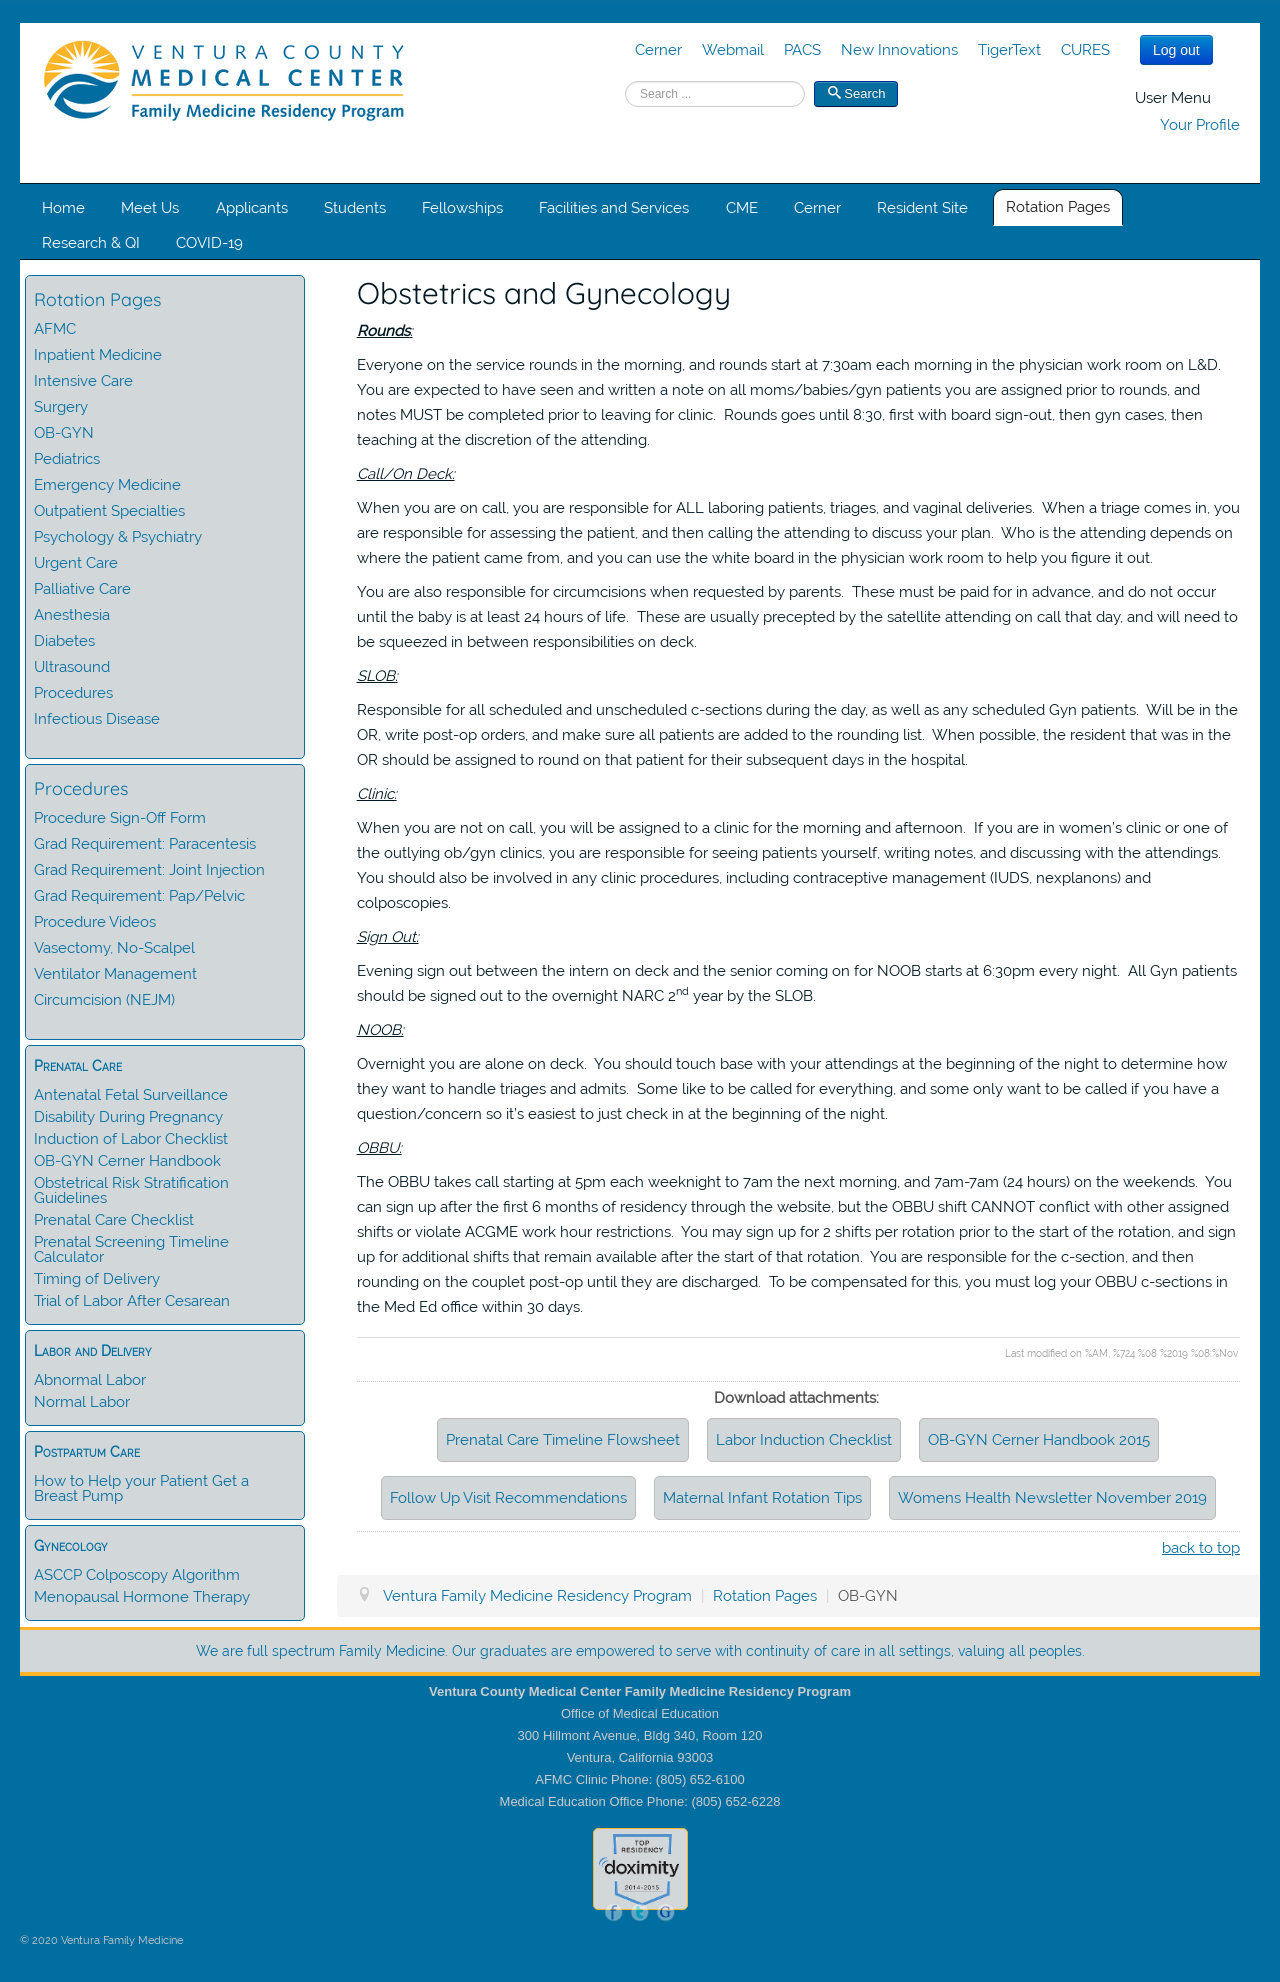 VENTURA COUNTY
MEDICAL CENTER
Family Medicine Residency Program
Cerner Webmail PACS New Innovations TigerText CURES Log out
Search ... Search
User Menu
Your Profile
Home Meet Us Applicants Students Fellowships Facilities and Services CME Cerner Resident Site Rotation Pages
Research & QI COVID-19
Rotation Pages
AFMC
Inpatient Medicine
Intensive Care
Surgery
OB-GYN
Pediatrics
Emergency Medicine
Outpatient Specialties
Psychology & Psychiatry
Urgent Care
Palliative Care
Anesthesia
Diabetes
Ultrasound
Procedures
Infectious Disease
Procedures
Procedure Sign-Off Form
Grad Requirement: Paracentesis
Grad Requirement: Joint Injection
Grad Requirement: Pap/Pelvic
Procedure Videos
Vasectomy, No-Scalpel
Ventilator Management
Circumcision (NEJM)
Prenatal Care
Antenatal Fetal Surveillance
Disability During Pregnancy
Induction of Labor Checklist
OB-GYN Cerner Handbook
Obstetrical Risk Stratification
Guidelines
Prenatal Care Checklist
Prenatal Screening Timeline
Calculator
Timing of Delivery
Trial of Labor After Cesarean
Labor and Delivery
Abnormal Labor
Normal Labor
Postpartum Care
How to Help your Patient Get a
Breast Pump
Gynecology
ASCCP Colposcopy Algorithm
Menopausal Hormone Therapy
Obstetrics and Gynecology
Rounds:
Everyone on the service rounds in the morning, and rounds start at 7:30am each morning in the physician work room on L&D.
You are expected to have seen and written a note on all moms/babies/gyn patients you are assigned prior to rounds, and
notes MUST be completed prior to leaving for clinic.  Rounds goes until 8:30, first with board sign-out, then gyn cases, then
teaching at the discretion of the attending.
Call/On Deck:
When you are on call, you are responsible for ALL laboring patients, triages, and vaginal deliveries.  When a triage comes in, you
are responsible for assessing the patient, and then calling the attending to discuss your plan.  Who is the attending depends on
where the patient came from, and you can use the white board in the physician work room to help you figure it out.
You are also responsible for circumcisions when requested by parents.  These must be paid for in advance, and do not occur
until the baby is at least 24 hours of life.  These are usually precepted by the satellite attending on call that day, and will need to
be squeezed in between responsibilities on deck.
SLOB:
Responsible for all scheduled and unscheduled c-sections during the day, as well as any scheduled Gyn patients.  Will be in the
OR, write post-op orders, and make sure all patients are added to the rounding list.  When possible, the resident that was in the
OR should be assigned to round on that patient for their subsequent days in the hospital.
Clinic:
When you are not on call, you will be assigned to a clinic for the morning and afternoon.  If you are in women's clinic or one of
the outlying ob/gyn clinics, you are responsible for seeing patients yourself, writing notes, and discussing with the attendings.
You should also be involved in any clinic procedures, including contraceptive management (IUDS, nexplanons) and
colposcopies.
Sign Out:
Evening sign out between the intern on deck and the senior coming on for NOOB starts at 6:30pm every night.  All Gyn patients
should be signed out to the overnight NARC 2nd year by the SLOB.
NOOB:
Overnight you are alone on deck.  You should touch base with your attendings at the beginning of the night to determine how
they want to handle triages and admits.  Some like to be called for everything, and some only want to be called if you have a
question/concern so it's easiest to just check in at the beginning of the night.
OBBU:
The OBBU takes call starting at 5pm each weeknight to 7am the next morning, and 7am-7am (24 hours) on the weekends.  You
can sign up after the first 6 months of residency through the website, but the OBBU shift CANNOT conflict with other assigned
shifts or violate ACGME work hour restrictions.  You may sign up for 2 shifts per rotation prior to the start of the rotation, and sign
up for additional shifts that remain available after the start of that rotation.  You are responsible for the c-section, and then
rounding on the couplet post-op until they are discharged.  To be compensated for this, you must log your OBBU c-sections in
the Med Ed office within 30 days.
Last modified on %AM, %724 %08 %2019 %08:%Nov
Download attachments:
Prenatal Care Timeline Flowsheet Labor Induction Checklist OB-GYN Cerner Handbook 2015
Follow Up Visit Recommendations Maternal Infant Rotation Tips Womens Health Newsletter November 2019
back to top
Ventura Family Medicine Residency Program | Rotation Pages | OB-GYN
We are full spectrum Family Medicine. Our graduates are empowered to serve with continuity of care in all settings, valuing all peoples.
Ventura County Medical Center Family Medicine Residency Program
Office of Medical Education
300 Hillmont Avenue, Bldg 340, Room 120
Ventura, California 93003
AFMC Clinic Phone: (805) 652-6100
Medical Education Office Phone: (805) 652-6228
TOP
RESIDENCY
doximity
2014-2015
f t G
© 2020 Ventura Family Medicine